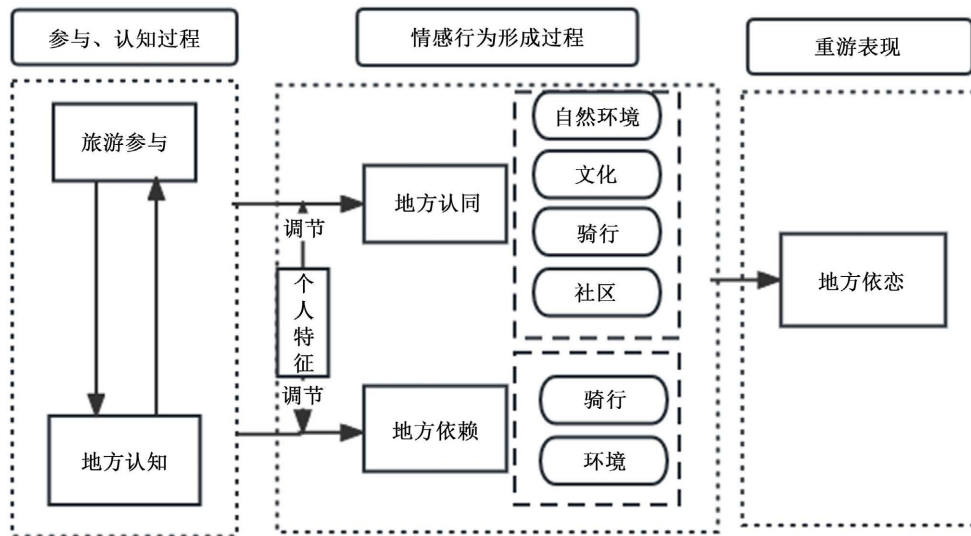 参与、认知过程
情感行为形成过程
重游表现
旅游参与
地方认知
调节
个人特征
调节
地方认同
自然环境
文化
骑行
社区
地方依赖
骑行
环境
地方依恋